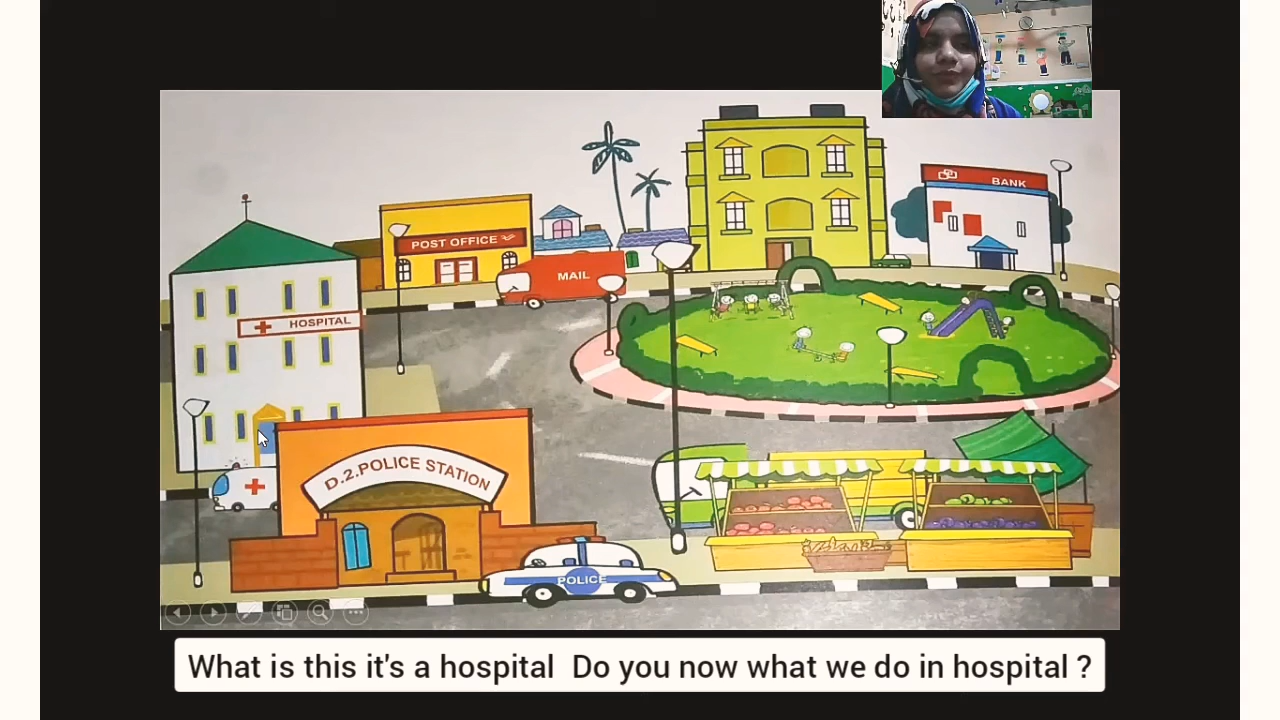 BANK
POST OFFICE
MAIL
HOSPITAL
D.2.POLICE STATION
POLICE
What is this it's a hospital Do you now what we do in hospital ?